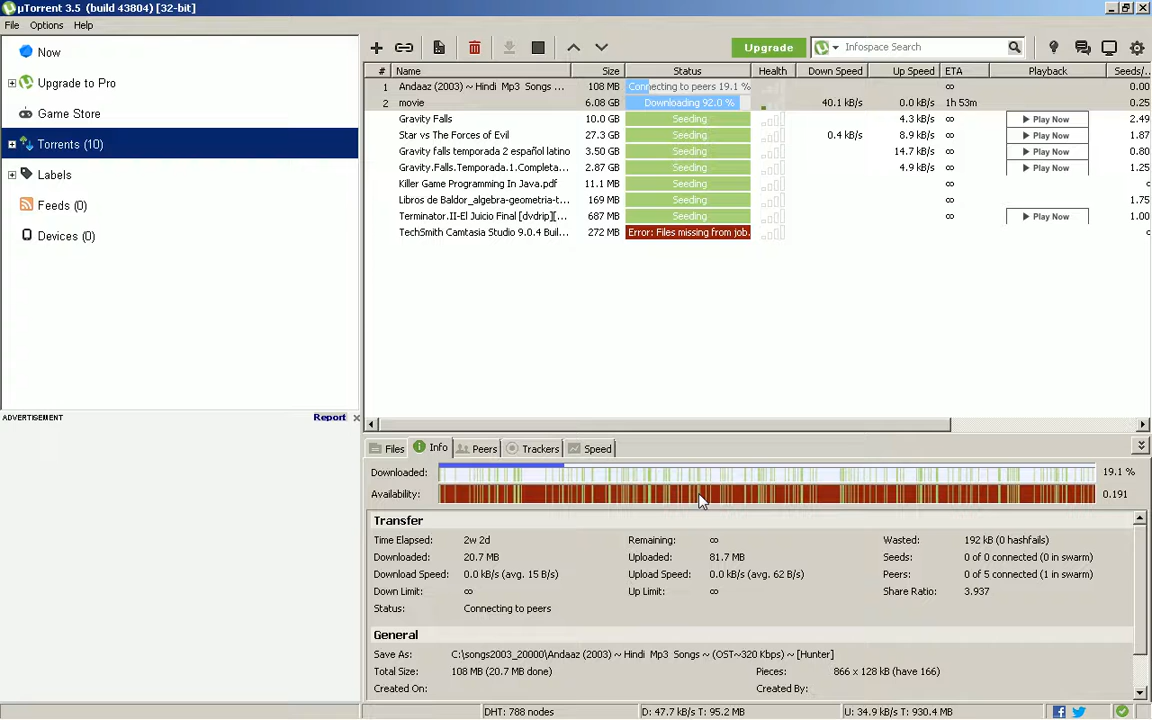 µTorrent 3.5 (build 43804) [32-bit]
File Options Help
Now
Upgrade to Pro
Game Store
Torrents (10)
Labels
Feeds (0)
Devices (0)
ADVERTISEMENT Report
Upgrade Infospace Search
# Name Size Status Health Down Speed Up Speed ETA Playback Seeds/
1 Andaaz (2003) ~ Hindi Mp3 Songs ... 108 MB Connecting to peers 19.1 % ∞ 0.00
2 movie 6.08 GB Downloading 92.0 % 40.1 kB/s 0.0 kB/s 1h 53m 0.25
Gravity Falls 10.0 GB Seeding 4.3 kB/s Play Now 2.49
Star vs The Forces of Evil 27.3 GB Seeding 0.4 kB/s 8.9 kB/s Play Now 1.87
Gravity falls temporada 2 español latino 3.50 GB Seeding 14.7 kB/s Play Now 0.80
Gravity.Falls.Temporada.1.Completa... 2.87 GB Seeding 4.9 kB/s Play Now 1.25
Killer Game Programming In Java.pdf 11.1 MB Seeding ∞
Libros de Baldor_algebra-geometria-t... 169 MB Seeding ∞ 1.75
Terminator.II-El Juicio Final [dvdrip][... 687 MB Seeding ∞ Play Now 1.00
TechSmith Camtasia Studio 9.0.4 Buil... 272 MB Error: Files missing from job. ∞
Files Info Peers Trackers Speed
Downloaded: 19.1 %
Availability: 0.191
Transfer
Time Elapsed: 2w 2d Remaining: ∞ Wasted: 192 kB (0 hashfails)
Downloaded: 20.7 MB Uploaded: 81.7 MB Seeds: 0 of 0 connected (0 in swarm)
Download Speed: 0.0 kB/s (avg. 15 B/s) Upload Speed: 0.0 kB/s (avg. 62 B/s) Peers: 0 of 5 connected (1 in swarm)
Down Limit: ∞ Up Limit: ∞ Share Ratio: 3.937
Status: Connecting to peers
General
Save As: C:\songs2003_20000\Andaaz (2003) ~ Hindi Mp3 Songs ~ (OST~320 Kbps) ~ [Hunter]
Total Size: 108 MB (20.7 MB done) Pieces: 866 x 128 kB (have 166)
Created On: Created By:
DHT: 788 nodes D: 47.7 kB/s T: 95.2 MB U: 34.9 kB/s T: 930.4 MB